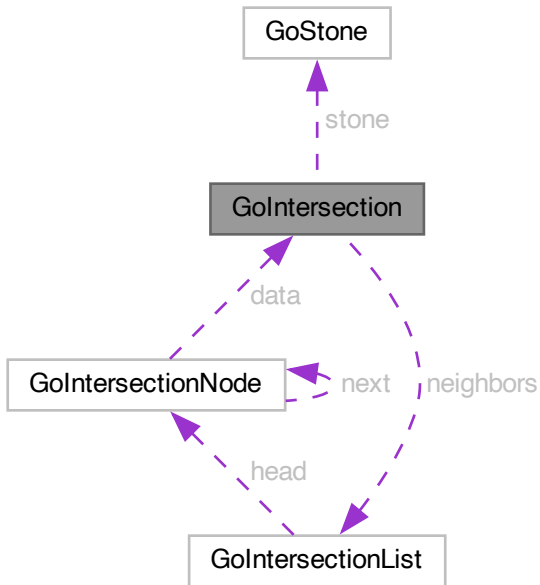 GoStone
stone
GoIntersection
data
GoIntersectionNode
next
neighbors
head
GoIntersectionList